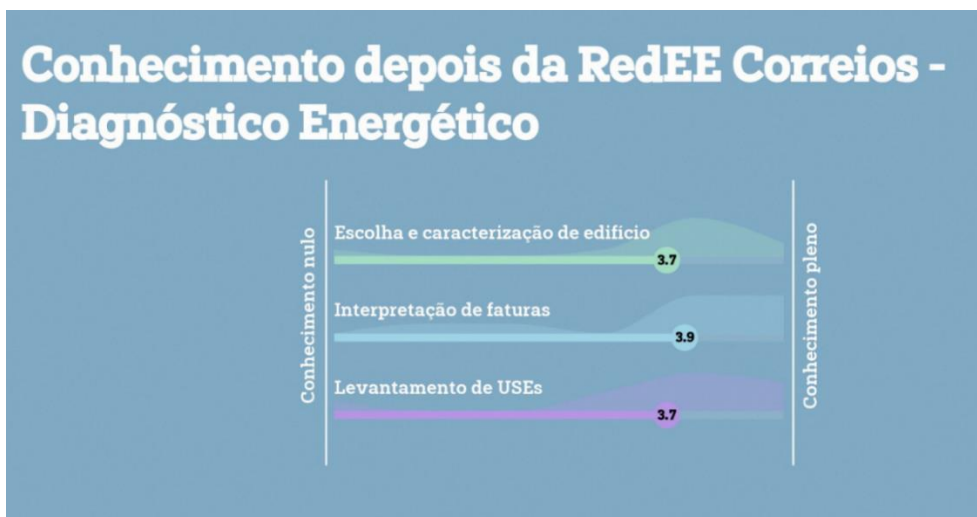 Conhecimento depois da RedEE Correios -
Diagnóstico Energético
Conhecimento nulo
Escolha e caracterização de edifício
3.7
Interpretação de faturas
3.9
Levantamento de USEs
3.7
Conhecimento pleno